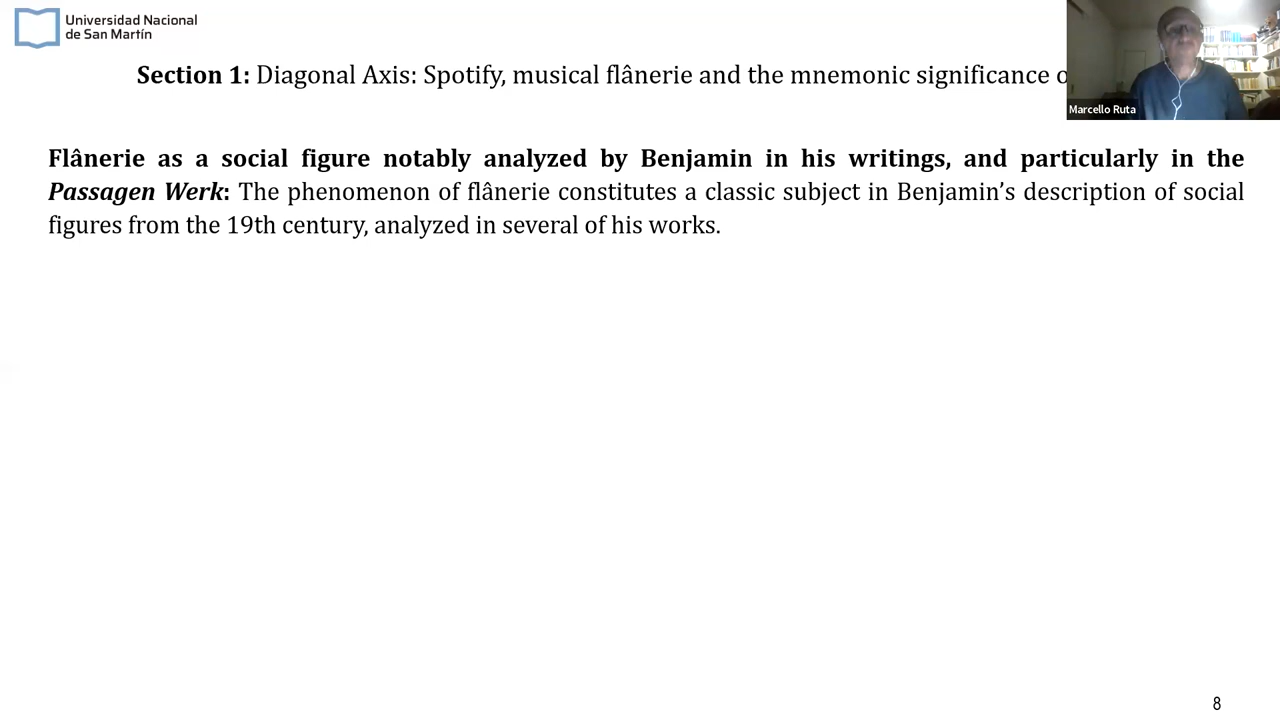 Universidad Nacional
de San Martín
Section 1: Diagonal Axis: Spotify, musical flânerie and the mnemonic significance
Marcello Ruta
Flânerie as a social figure notably analyzed by Benjamin in his writings, and particularly in the
Passagen Werk: The phenomenon of flânerie constitutes a classic subject in Benjamin’s description of social
figures from the 19th century, analyzed in several of his works.
8